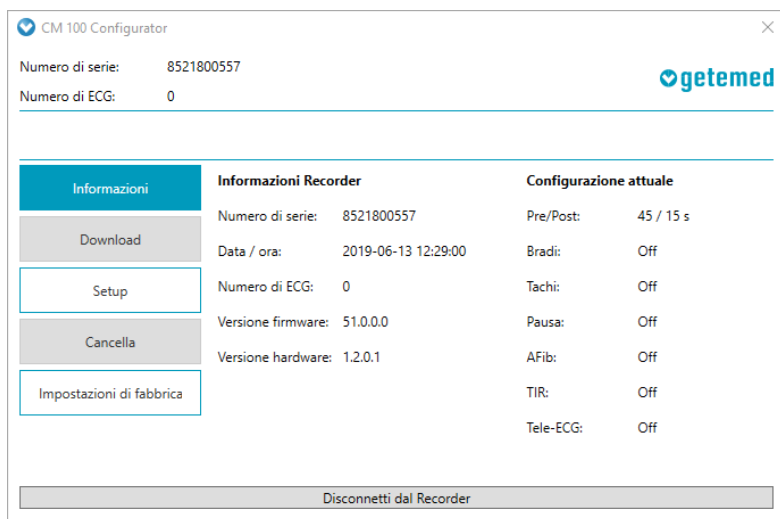 CM 100 Configurator
Numero di serie: 8521800557
getemed
Numero di ECG: 0
Informazioni
Download
Setup
Cancella
Impostazioni di fabbrica
Informazioni Recorder
Numero di serie: 8521800557
Data / ora: 2019-06-13 12:29:00
Numero di ECG: 0
Versione firmware: 51.0.0.0
Versione hardware: 1.2.0.1
Configurazione attuale
Pre/Post: 45 / 15 s
Bradi: Off
Tachi: Off
Pausa: Off
AFib: Off
TIR: Off
Tele-ECG: Off
Disconnetti dal Recorder